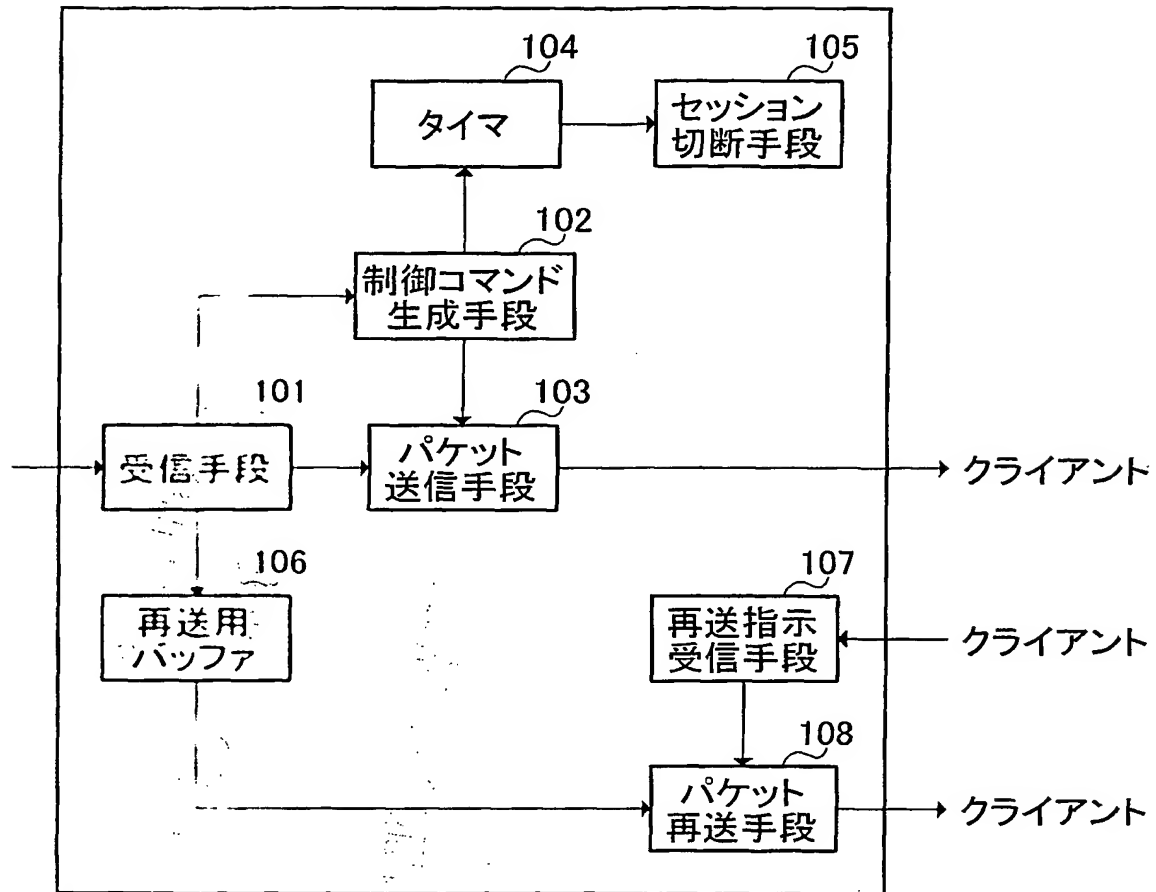 104
タイマ
105
セッション
切断手段
102
制御コマンド
生成手段
101
受信手段
103
パケット
送信手段
クライアント
106
再送用
バッファ
107
再送指示
受信手段
クライアント
108
パケット
再送手段
クライアント